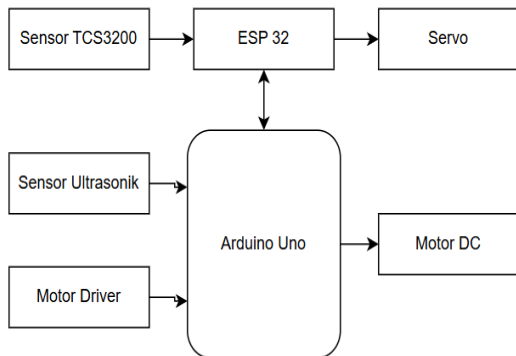 Sensor TCS3200
ESP 32
Servo
Sensor Ultrasonik
Arduino Uno
Motor DC
Motor Driver